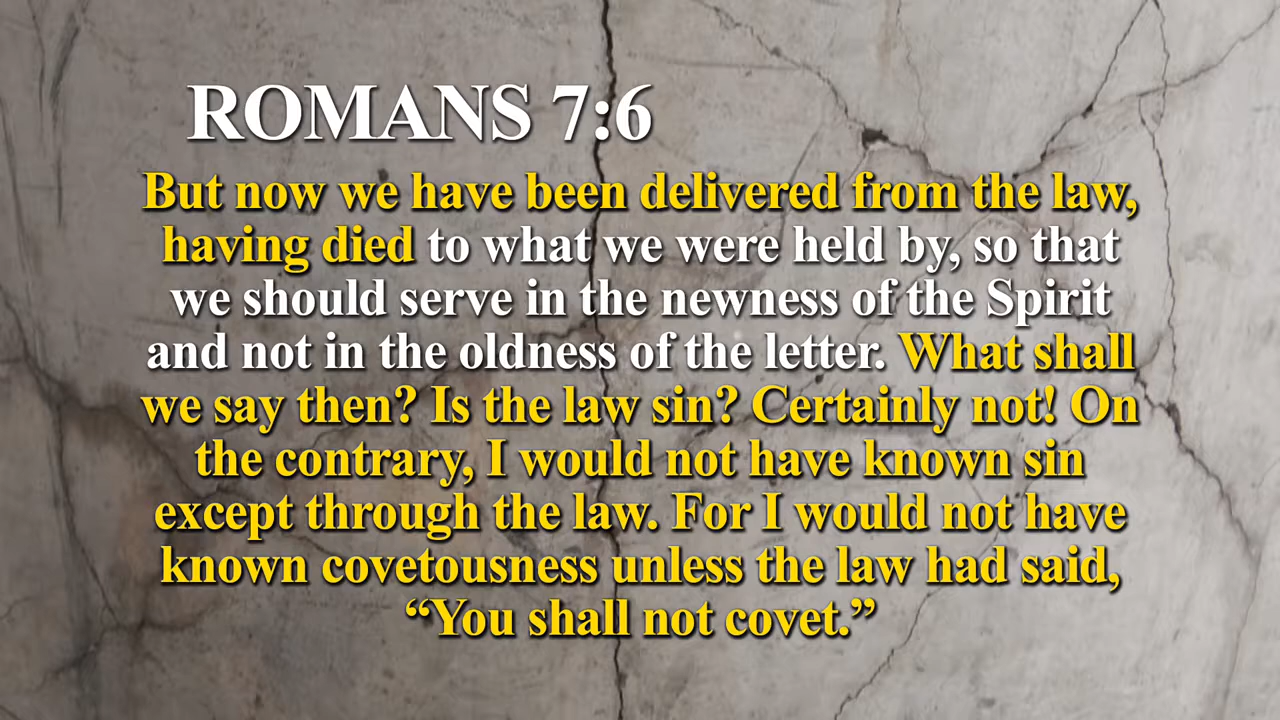 ROMANS 7:6
But now we have been delivered from the law,
having died to what we were held by, so that
we should serve in the newness of the Spirit
and not in the oldness of the letter. What shall
we say then? Is the law sin? Certainly not! On
the contrary, I would not have known sin
except through the law. For I would not have
known covetousness unless the law had said,
“You shall not covet.”